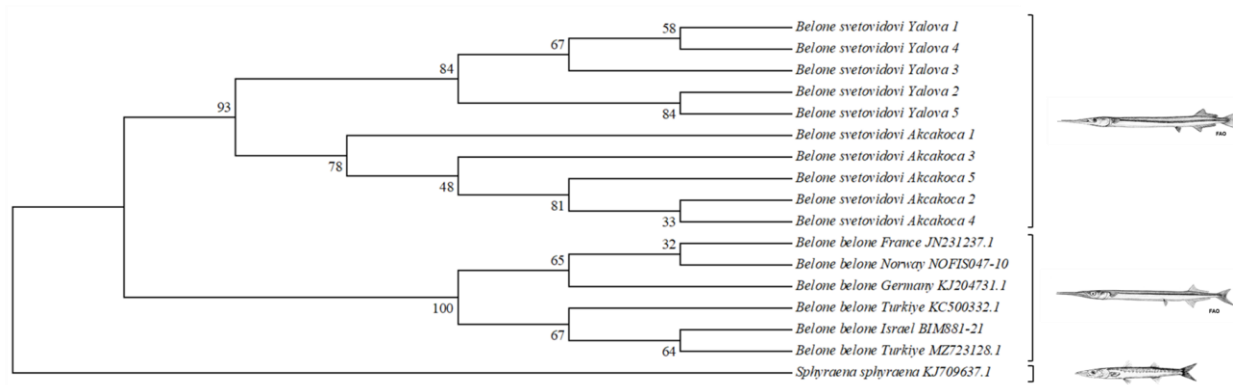 58
Belone svetovidovi Yalova 1
67
Belone svetovidovi Yalova 4
84
Belone svetovidovi Yalova 3
93
Belone svetovidovi Yalova 2
84
Belone svetovidovi Yalova 5
Belone svetovidovi Akcakoca 1
78
Belone svetovidovi Akcakoca 3
48
Belone svetovidovi Akcakoca 5
81
Belone svetovidovi Akcakoca 2
33
Belone svetovidovi Akcakoca 4
32
Belone belone France JN231237.1
65
Belone belone Norway NOFIS047-10
Belone belone Germany KJ204731.1
100
Belone belone Turkiye KC500332.1
67
Belone belone Israel BIM881-21
64
Belone belone Turkiye MZ723128.1
Sphyraena sphyraena KJ709637.1
FAO
FAO